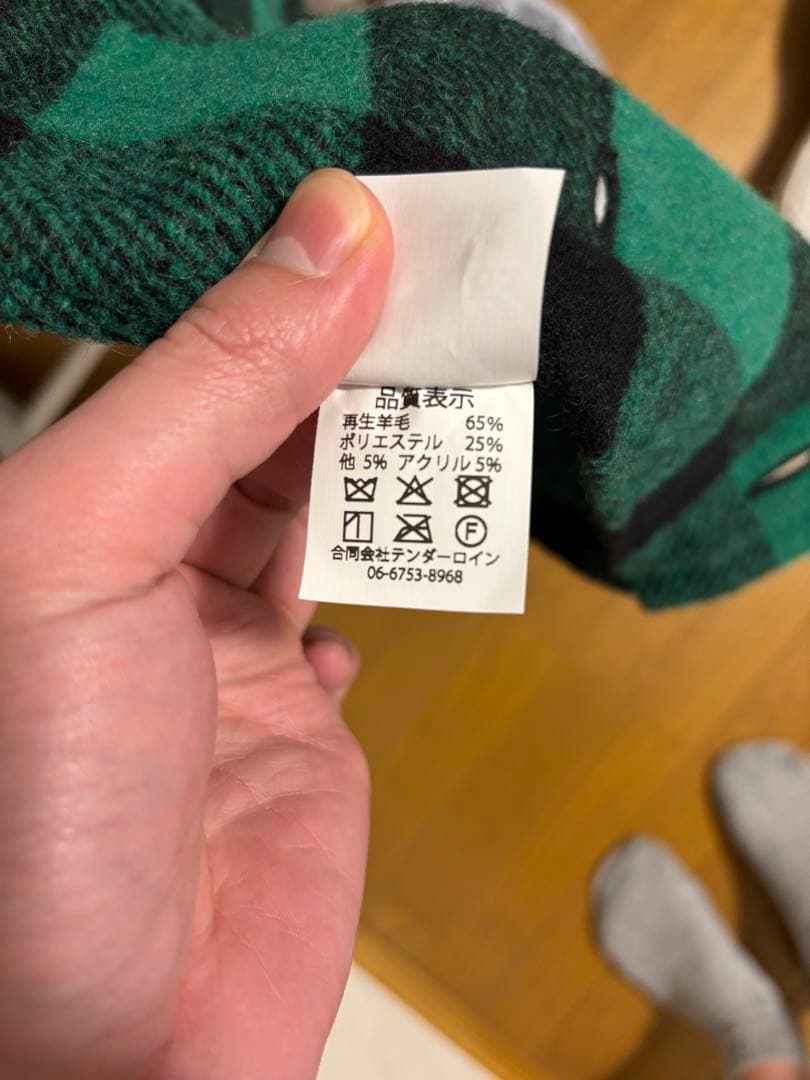 品質表示
再生羊毛 65%
ポリエステル 25%
他 5% アクリル 5%
F
合同会社テンダーロイン
06-6753-8968